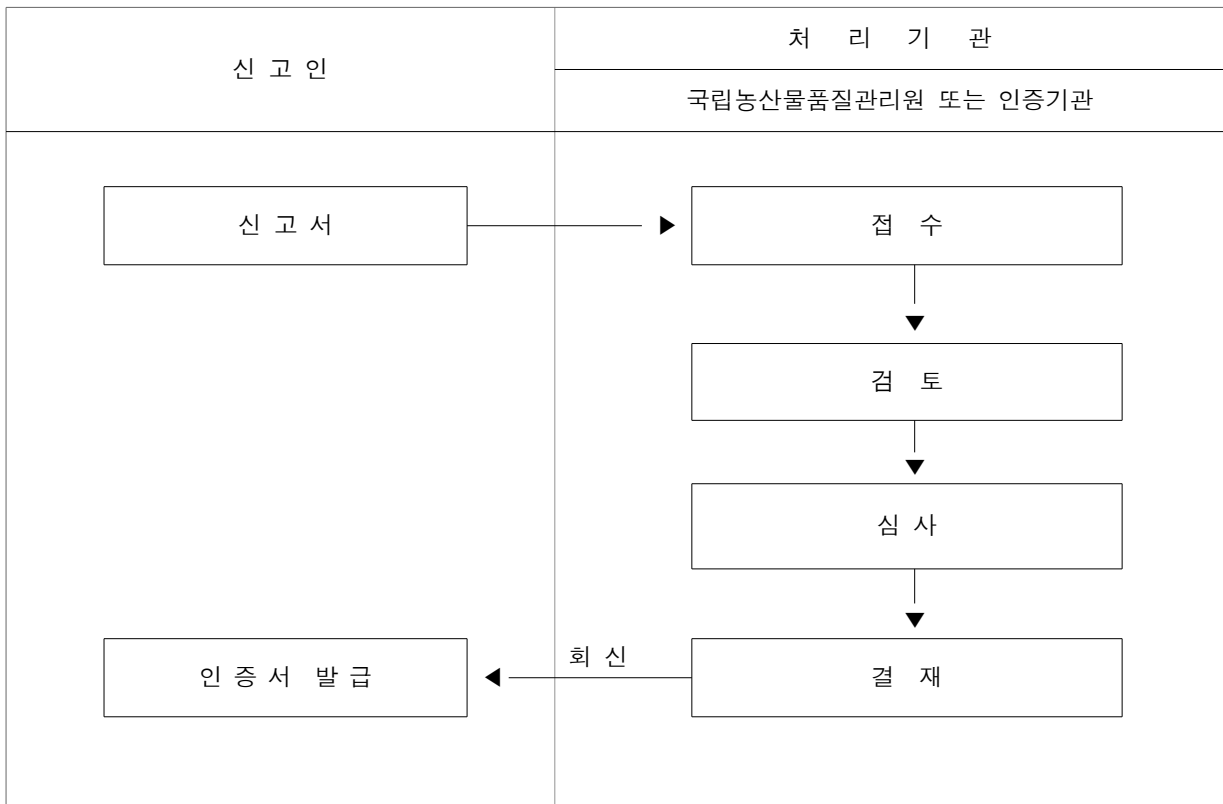 신 고 인
처 리 기 관
국립농산물품질관리원 또는 인증기관
신 고 서
접 수
검 토
심 사
회 신
인 증 서 발 급
결 재